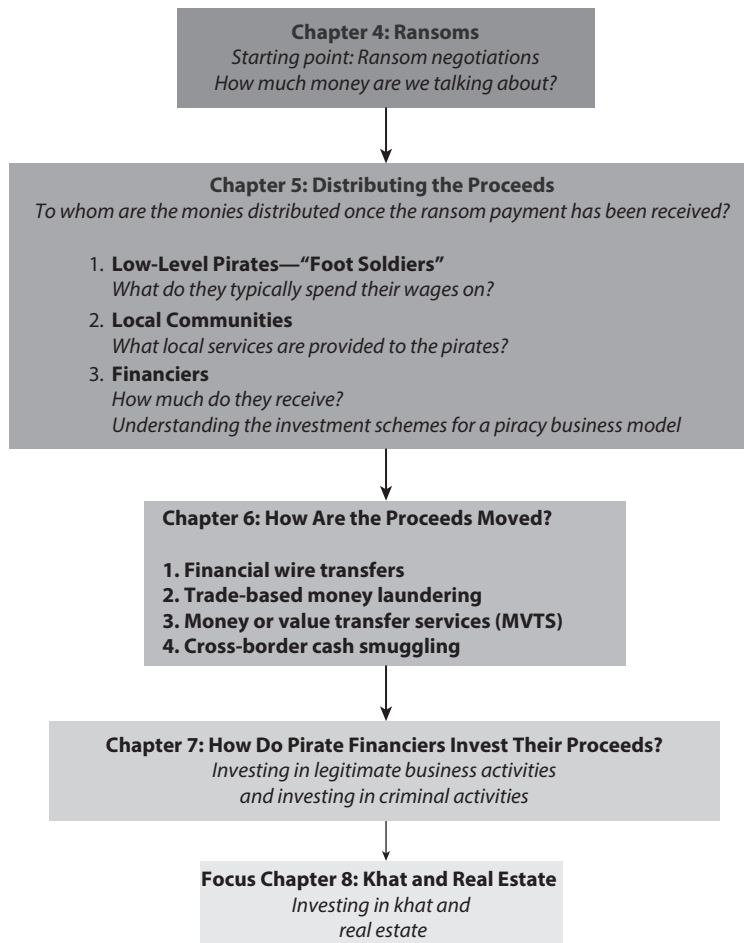 Chapter 4: Ransoms
Starting point: Ransom negotiations
How much money are we talking about?
Chapter 5: Distributing the Proceeds
To whom are the monies distributed once the ransom payment has been received?
1. Low-Level Pirates—“Foot Soldiers”
What do they typically spend their wages on?
2. Local Communities
What local services are provided to the pirates?
3. Financiers
How much do they receive?
Understanding the investment schemes for a piracy business model
Chapter 6: How Are the Proceeds Moved?
1. Financial wire transfers
2. Trade-based money laundering
3. Money or value transfer services (MVTS)
4. Cross-border cash smuggling
Chapter 7: How Do Pirate Financiers Invest Their Proceeds?
Investing in legitimate business activities
and investing in criminal activities
Focus Chapter 8: Khat and Real Estate
Investing in khat and
real estate